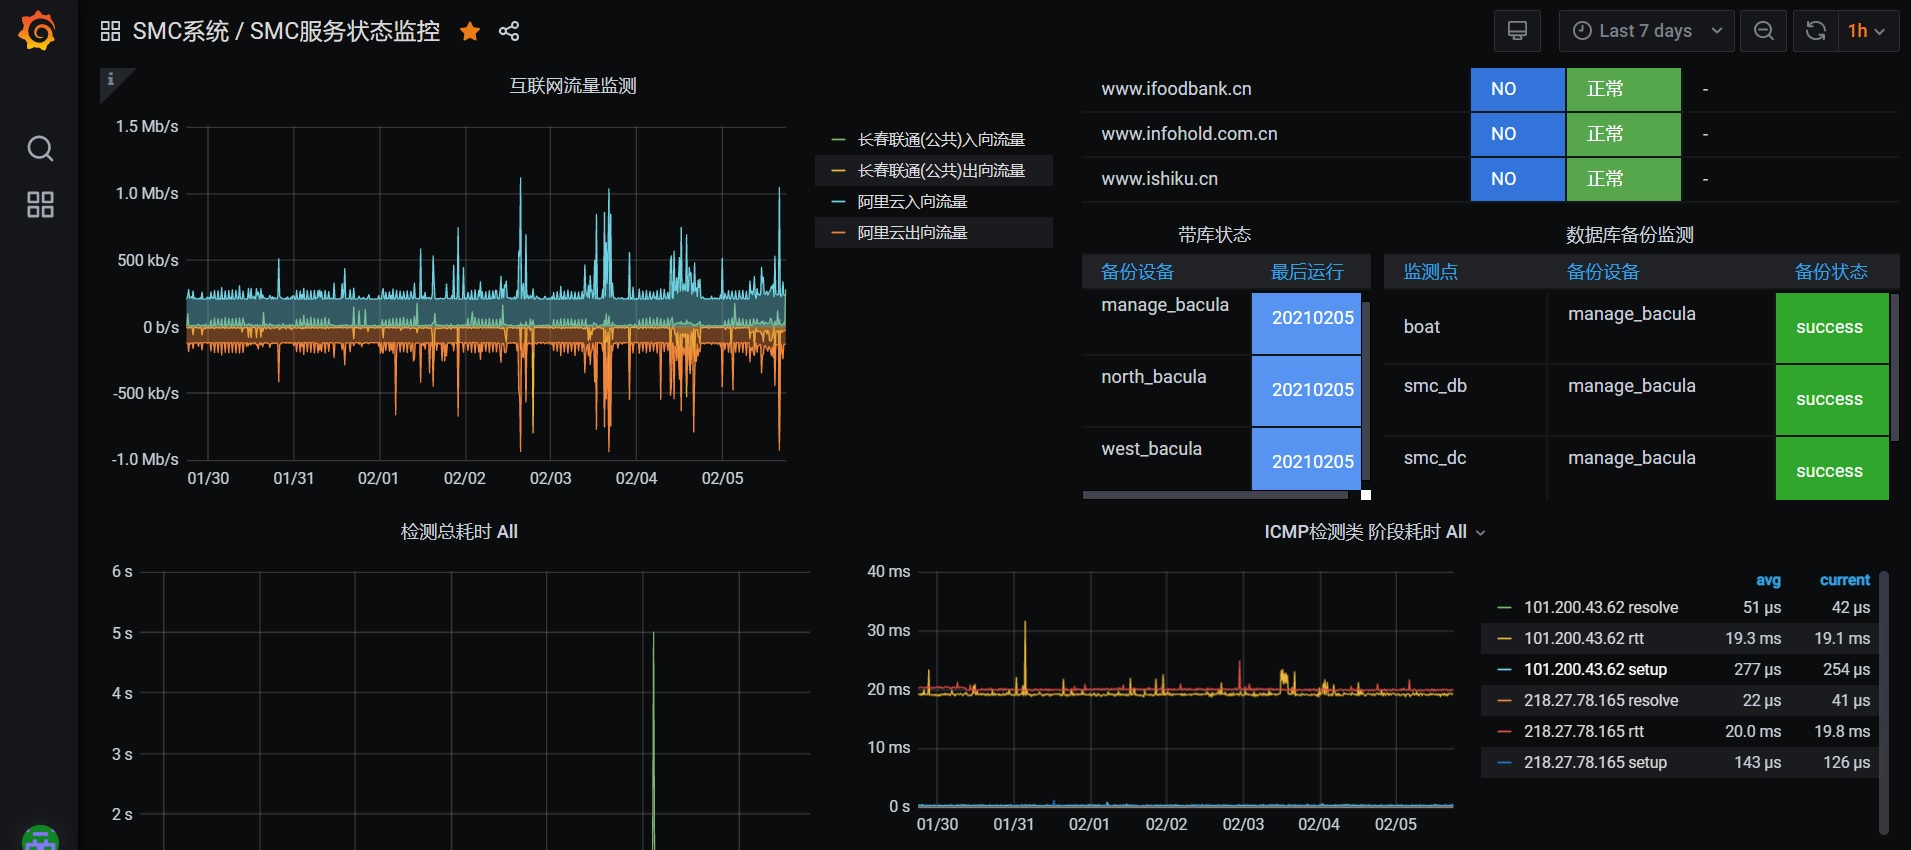 SMC系统 / SMC服务状态监控
Last 7 days
1h
i
互联网流量监测
1.5 Mb/s
1.0 Mb/s
500 kb/s
0 b/s
-500 kb/s
-1.0 Mb/s
01/30 01/31 02/01 02/02 02/03 02/04 02/05
长春联通(公共)入向流量
长春联通(公共)出向流量
阿里云入向流量
阿里云出向流量
www.ifoodbank.cn NO 正常 -
www.infohold.com.cn NO 正常 -
www.ishiku.cn NO 正常 -
带库状态
备份设备 最后运行
manage_bacula 20210205
north_bacula 20210205
west_bacula 20210205
数据库备份监测
监测点 备份设备 备份状态
boat manage_bacula success
smc_db manage_bacula success
smc_dc manage_bacula success
检测总耗时 All
6 s
5 s
4 s
3 s
2 s
ICMP检测类 阶段耗时 All
40 ms
30 ms
20 ms
10 ms
0 s
01/30 01/31 02/01 02/02 02/03 02/04 02/05
avg current
101.200.43.62 resolve 51 µs 42 µs
101.200.43.62 rtt 19.3 ms 19.1 ms
101.200.43.62 setup 277 µs 254 µs
218.27.78.165 resolve 22 µs 41 µs
218.27.78.165 rtt 20.0 ms 19.8 ms
218.27.78.165 setup 143 µs 126 µs